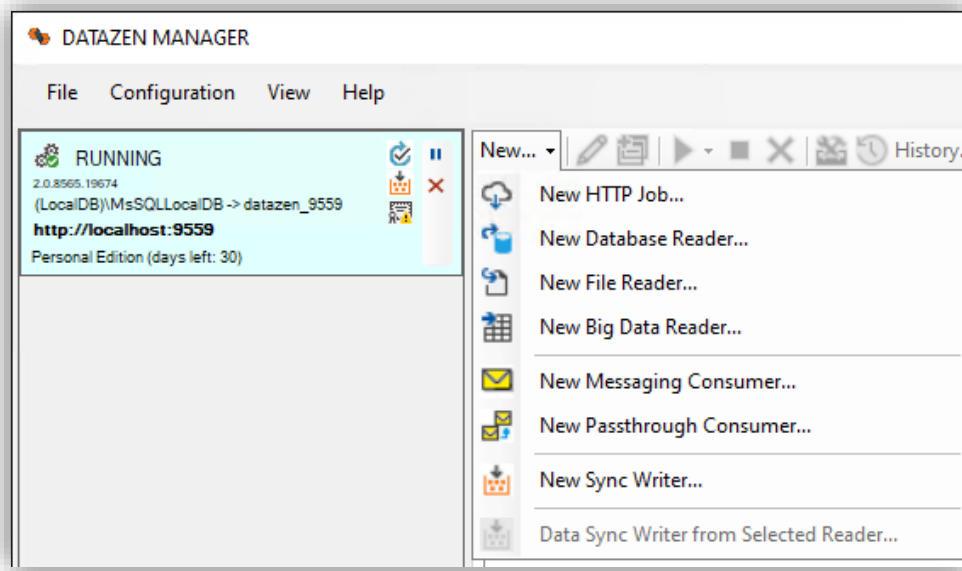 DATAZEN MANAGER
File Configuration View Help
RUNNING
2.0.8565.19674
(LocalDB)\MsSQLLocalDB -> datazen_9559
http://localhost:9559
Personal Edition (days left: 30)
New... History.
New HTTP Job...
New Database Reader...
New File Reader...
New Big Data Reader...
New Messaging Consumer...
New Passthrough Consumer...
New Sync Writer...
Data Sync Writer from Selected Reader...